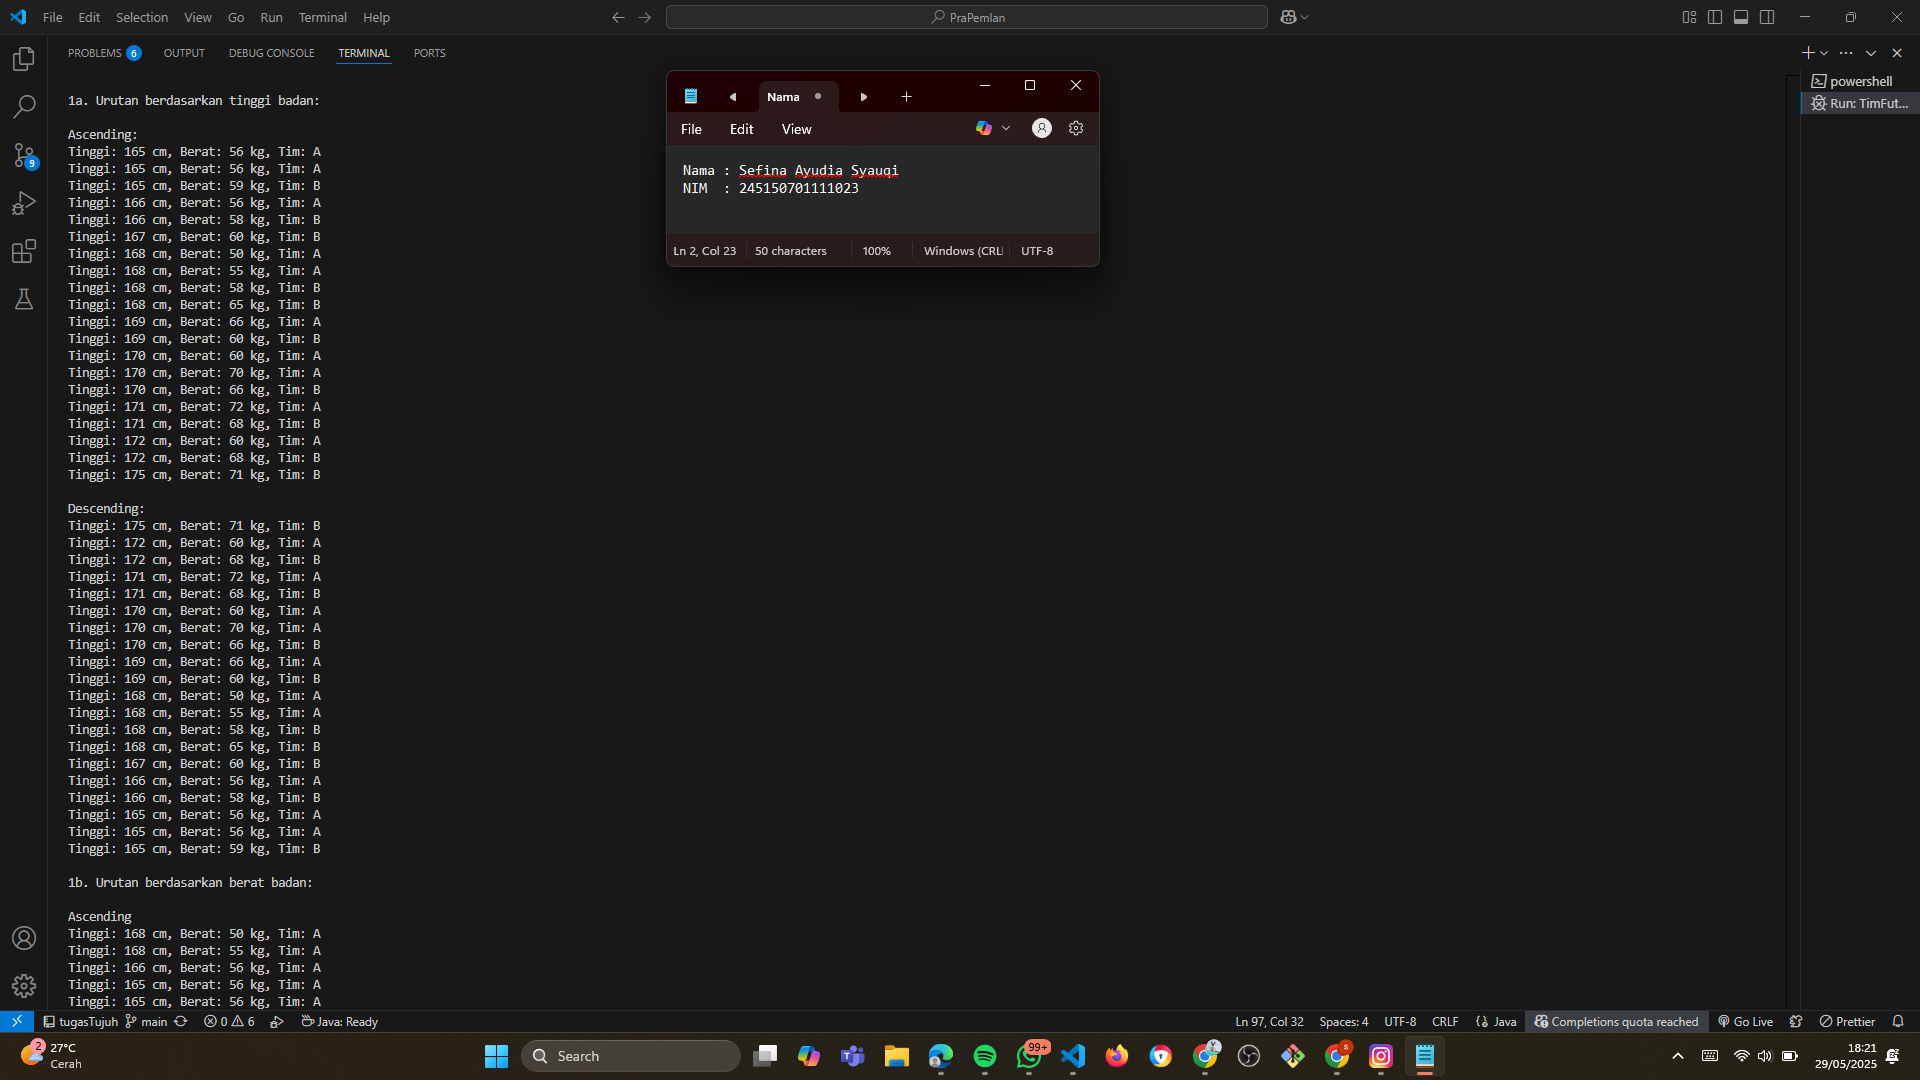 File Edit Selection View Go Run Terminal Help
PraPemlan
PROBLEMS 6 OUTPUT DEBUG CONSOLE TERMINAL PORTS
powershell
Run: TimFut...
9
1a. Urutan berdasarkan tinggi badan:
Ascending:
Tinggi: 165 cm, Berat: 56 kg, Tim: A
Tinggi: 165 cm, Berat: 56 kg, Tim: A
Tinggi: 165 cm, Berat: 59 kg, Tim: B
Tinggi: 166 cm, Berat: 56 kg, Tim: A
Tinggi: 166 cm, Berat: 58 kg, Tim: B
Tinggi: 167 cm, Berat: 60 kg, Tim: B
Tinggi: 168 cm, Berat: 50 kg, Tim: A
Tinggi: 168 cm, Berat: 55 kg, Tim: A
Tinggi: 168 cm, Berat: 58 kg, Tim: B
Tinggi: 168 cm, Berat: 65 kg, Tim: B
Tinggi: 169 cm, Berat: 66 kg, Tim: A
Tinggi: 169 cm, Berat: 60 kg, Tim: B
Tinggi: 170 cm, Berat: 60 kg, Tim: A
Tinggi: 170 cm, Berat: 70 kg, Tim: A
Tinggi: 170 cm, Berat: 66 kg, Tim: B
Tinggi: 171 cm, Berat: 72 kg, Tim: A
Tinggi: 171 cm, Berat: 68 kg, Tim: B
Tinggi: 172 cm, Berat: 60 kg, Tim: A
Tinggi: 172 cm, Berat: 68 kg, Tim: B
Tinggi: 175 cm, Berat: 71 kg, Tim: B
Descending:
Tinggi: 175 cm, Berat: 71 kg, Tim: B
Tinggi: 172 cm, Berat: 60 kg, Tim: A
Tinggi: 172 cm, Berat: 68 kg, Tim: B
Tinggi: 171 cm, Berat: 72 kg, Tim: A
Tinggi: 171 cm, Berat: 68 kg, Tim: B
Tinggi: 170 cm, Berat: 60 kg, Tim: A
Tinggi: 170 cm, Berat: 70 kg, Tim: A
Tinggi: 170 cm, Berat: 66 kg, Tim: B
Tinggi: 169 cm, Berat: 66 kg, Tim: A
Tinggi: 169 cm, Berat: 60 kg, Tim: B
Tinggi: 168 cm, Berat: 50 kg, Tim: A
Tinggi: 168 cm, Berat: 55 kg, Tim: A
Tinggi: 168 cm, Berat: 58 kg, Tim: B
Tinggi: 168 cm, Berat: 65 kg, Tim: B
Tinggi: 167 cm, Berat: 60 kg, Tim: B
Tinggi: 166 cm, Berat: 56 kg, Tim: A
Tinggi: 166 cm, Berat: 58 kg, Tim: B
Tinggi: 165 cm, Berat: 56 kg, Tim: A
Tinggi: 165 cm, Berat: 56 kg, Tim: A
Tinggi: 165 cm, Berat: 59 kg, Tim: B
1b. Urutan berdasarkan berat badan:
Ascending
Tinggi: 168 cm, Berat: 50 kg, Tim: A
Tinggi: 168 cm, Berat: 55 kg, Tim: A
Tinggi: 166 cm, Berat: 56 kg, Tim: A
Tinggi: 165 cm, Berat: 56 kg, Tim: A
Tinggi: 165 cm, Berat: 56 kg, Tim: A
Nama
File Edit View
Nama : Sefina Ayudia Syauqi
NIM : 245150701111023
Ln 2, Col 23 50 characters 100% Windows (CRL UTF-8
tugasTujuh main 0 6 Java: Ready
Ln 97, Col 32 Spaces: 4 UTF-8 CRLF {} Java Completions quota reached Go Live Prettier
2
27°C
Cerah
Search
99+
18:21
29/05/2025